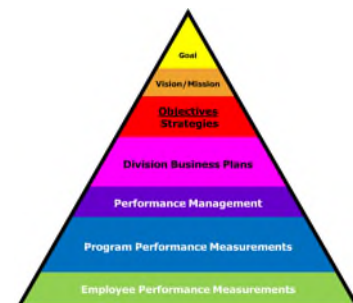 Goal
Vision/Mission
Objectives
Strategies
Division Business Plans
Performance Management
Program Performance Measurements
Employee Performance Measurements